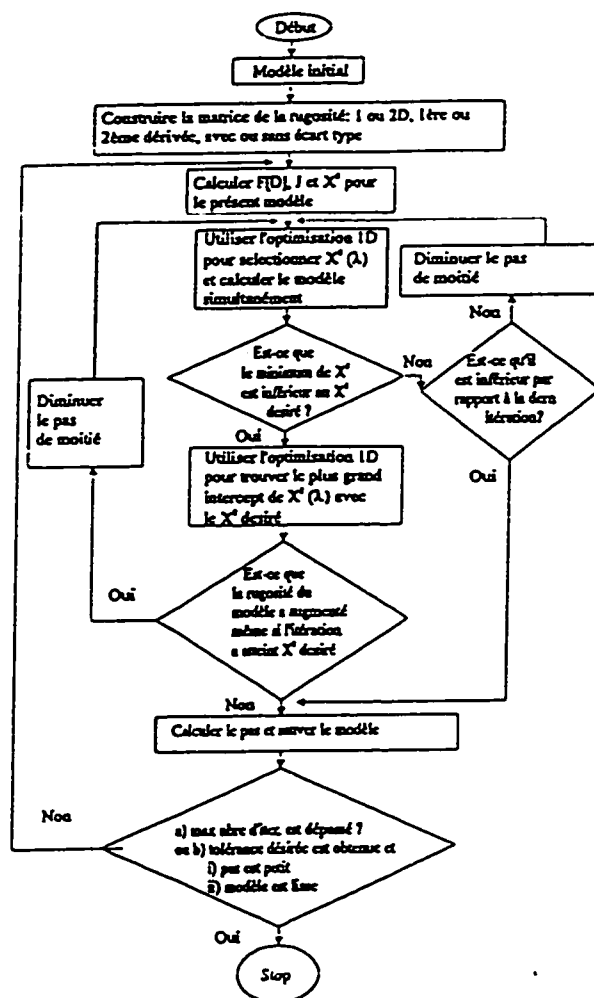 Début
Modèle initial
Construire la matrice de la rugosité: 1 ou 2D, 1ère ou
2ème dérivée, avec ou sans écart type
Calculer F[D], J et X² pour
le présent modèle
Utiliser l'optimisation 1D
pour selectionner X² (λ)
et calculer le modèle
simultanément
Diminuer le pas
de moitié
Non
Est-ce que
le minimum de X²
est inférieur au X²
desiré ?
Non
Est-ce qu'il
est inférieur par
rapport à la dern
itération?
Diminuer
le pas
de moitié
Oui
Utiliser l'optimisation 1D
pour trouver le plus grand
intercept de X² (λ) avec
le X² desiré
Oui
Oui
Est-ce que
la rugosité du
modèle a augmenté
même si l'itération
a atteint X² desiré
Non
Calculer le pas et sauver le modèle
Non
a) max nbre d'itér. est dépassé ?
ou b) tolérance désirée est obtenue et
i) pas est petit
ii) modèle est lisse
Oui
Stop